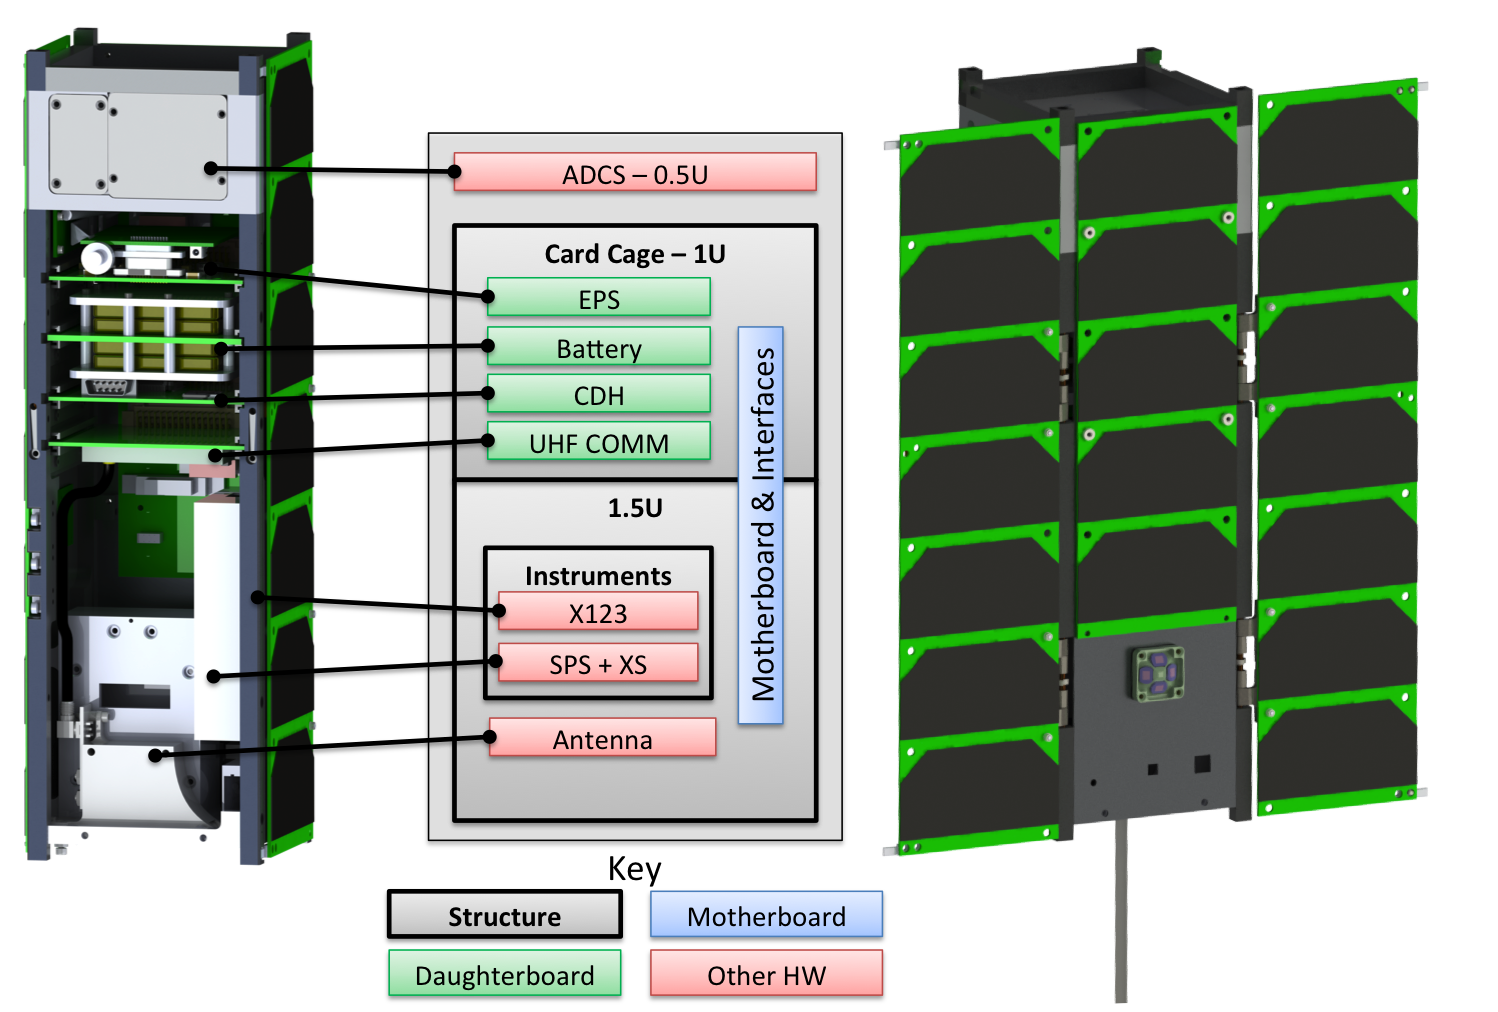 ADCS – 0.5U
Card Cage – 1U
EPS
Battery
CDH
UHF COMM
Motherboard & Interfaces
1.5U
Instruments
X123
SPS + XS
Antenna
Key
Structure
Motherboard
Daughterboard
Other HW